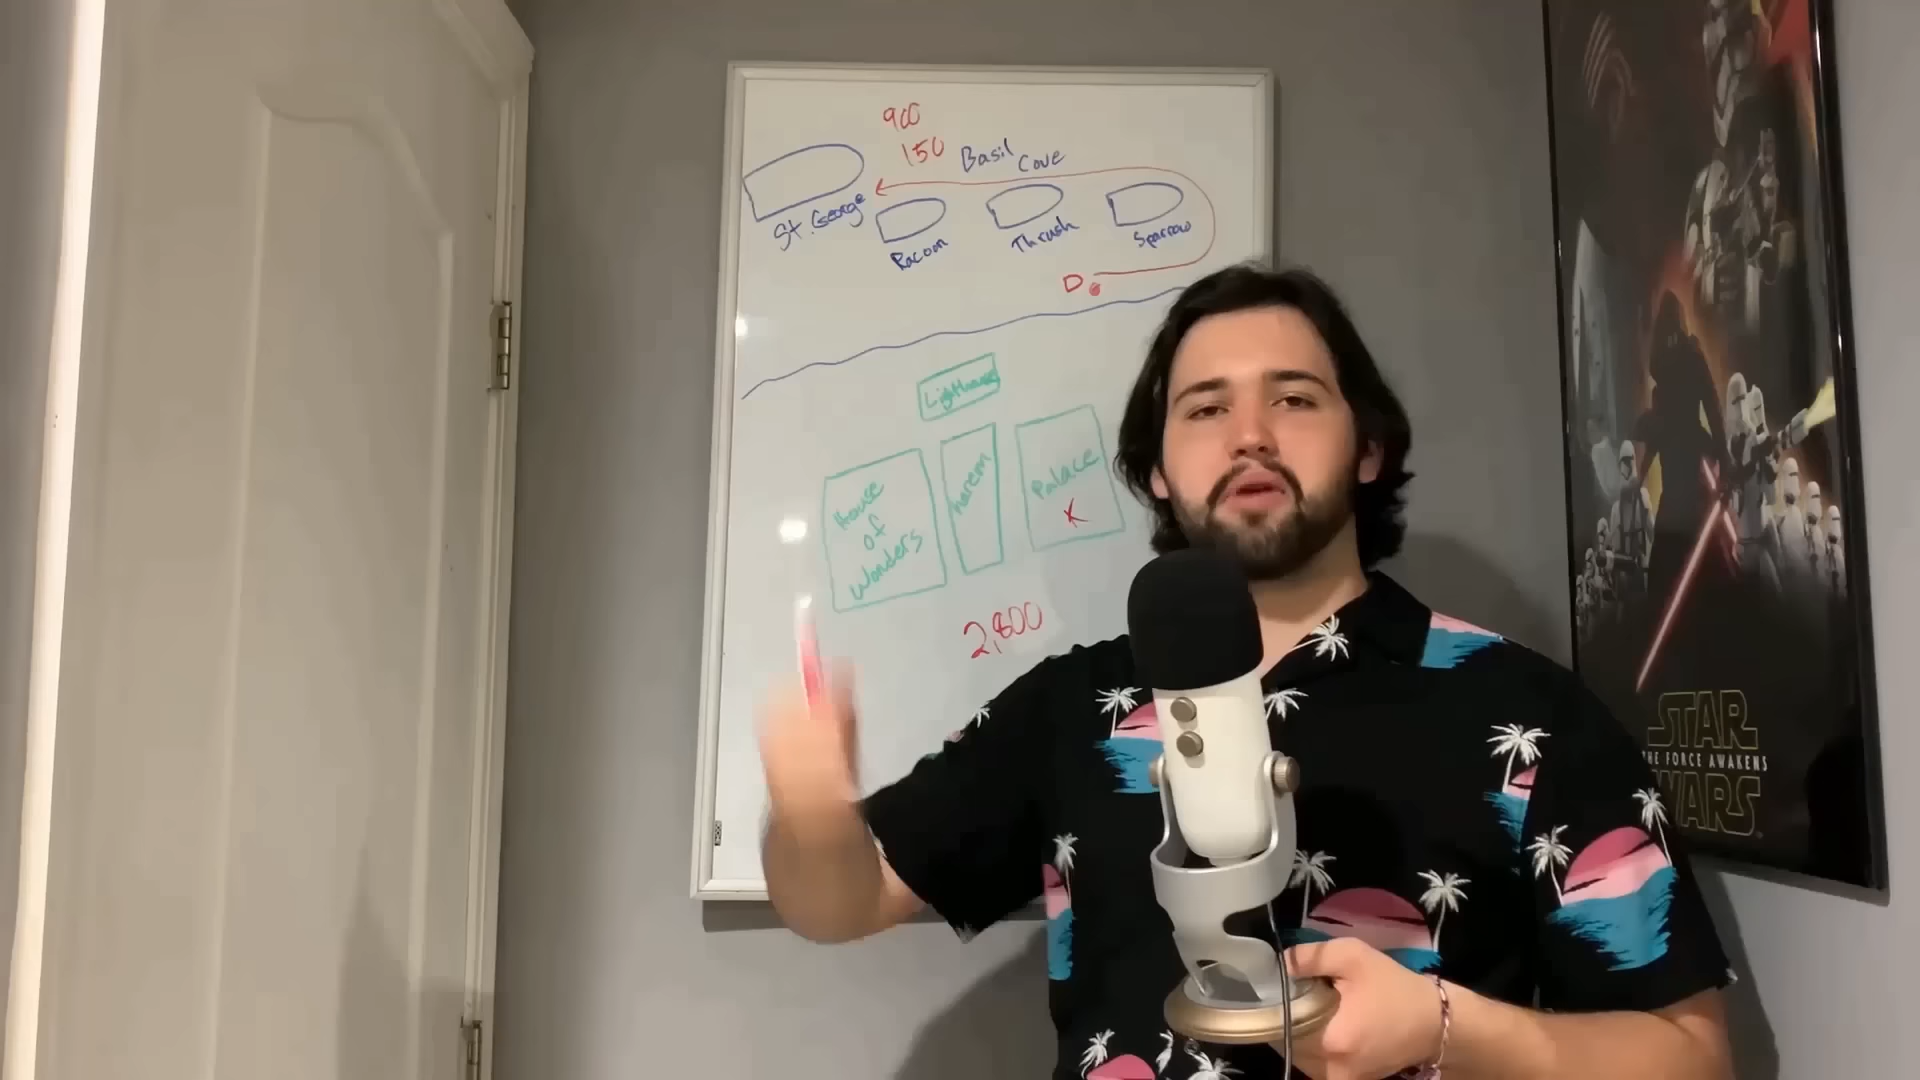 900
150
Basil Cove
St. George
Racoon
Thrush
Sparrow
D
Lighthouse
House
of
Wonders
Harem
Palace
K
2,800
STAR
THE FORCE AWAKENS
WARS